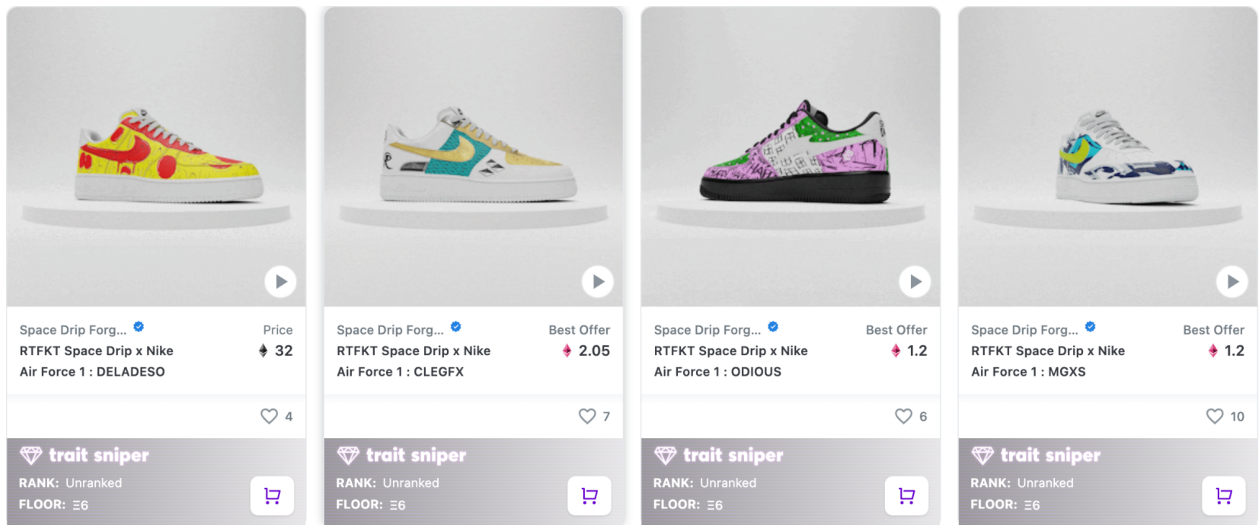 Space Drip Forg...
Price
RTFKT Space Drip x Nike
32
Air Force 1 : DELADESO
4
trait sniper
RANK: Unranked
FLOOR: Ξ6
Space Drip Forg...
Best Offer
RTFKT Space Drip x Nike
2.05
Air Force 1 : CLEGFX
7
trait sniper
RANK: Unranked
FLOOR: Ξ6
Space Drip Forg...
Best Offer
RTFKT Space Drip x Nike
1.2
Air Force 1 : ODIOUS
6
trait sniper
RANK: Unranked
FLOOR: Ξ6
Space Drip Forg...
Best Offer
RTFKT Space Drip x Nike
1.2
Air Force 1 : MGXS
10
trait sniper
RANK: Unranked
FLOOR: Ξ6